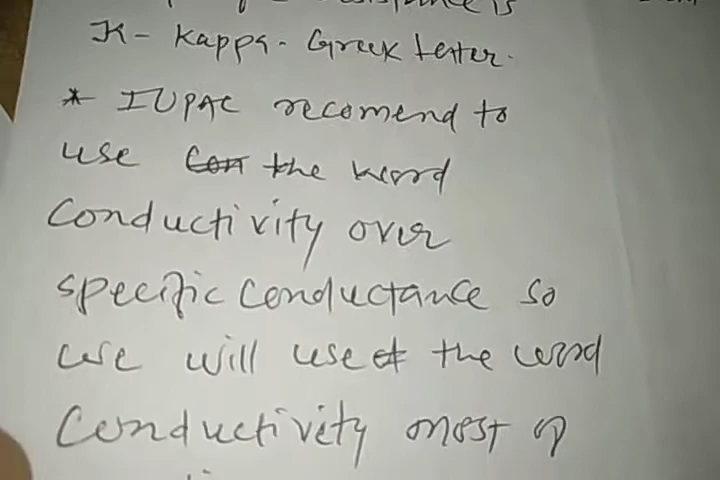 is
K - Kappa - Greek letter.
* IUPAC recomend to
use the word
Conductivity over
specific conductance so
we will use the word
Conductivity most of